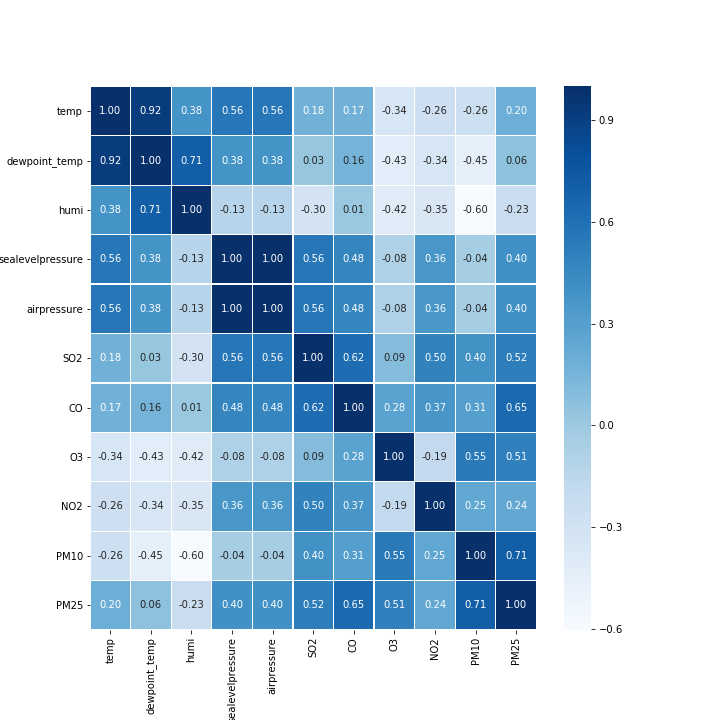 temp 1.00 0.92 0.38 0.56 0.56 0.18 0.17 -0.34 -0.26 -0.26 0.20
dewpoint_temp 0.92 1.00 0.71 0.38 0.38 0.03 0.16 -0.43 -0.34 -0.45 0.06
humi 0.38 0.71 1.00 -0.13 -0.13 -0.30 0.01 -0.42 -0.35 -0.60 -0.23
sealevelpressure 0.56 0.38 -0.13 1.00 1.00 0.56 0.48 -0.08 0.36 -0.04 0.40
airpressure 0.56 0.38 -0.13 1.00 1.00 0.56 0.48 -0.08 0.36 -0.04 0.40
SO2 0.18 0.03 -0.30 0.56 0.56 1.00 0.62 0.09 0.50 0.40 0.52
CO 0.17 0.16 0.01 0.48 0.48 0.62 1.00 0.28 0.37 0.31 0.65
O3 -0.34 -0.43 -0.42 -0.08 -0.08 0.09 0.28 1.00 -0.19 0.55 0.51
NO2 -0.26 -0.34 -0.35 0.36 0.36 0.50 0.37 -0.19 1.00 0.25 0.24
PM10 -0.26 -0.45 -0.60 -0.04 -0.04 0.40 0.31 0.55 0.25 1.00 0.71
PM25 0.20 0.06 -0.23 0.40 0.40 0.52 0.65 0.51 0.24 0.71 1.00
temp dewpoint_temp humi sealevelpressure airpressure SO2 CO O3 NO2 PM10 PM25
0.9
0.6
0.3
0.0
−0.3
−0.6